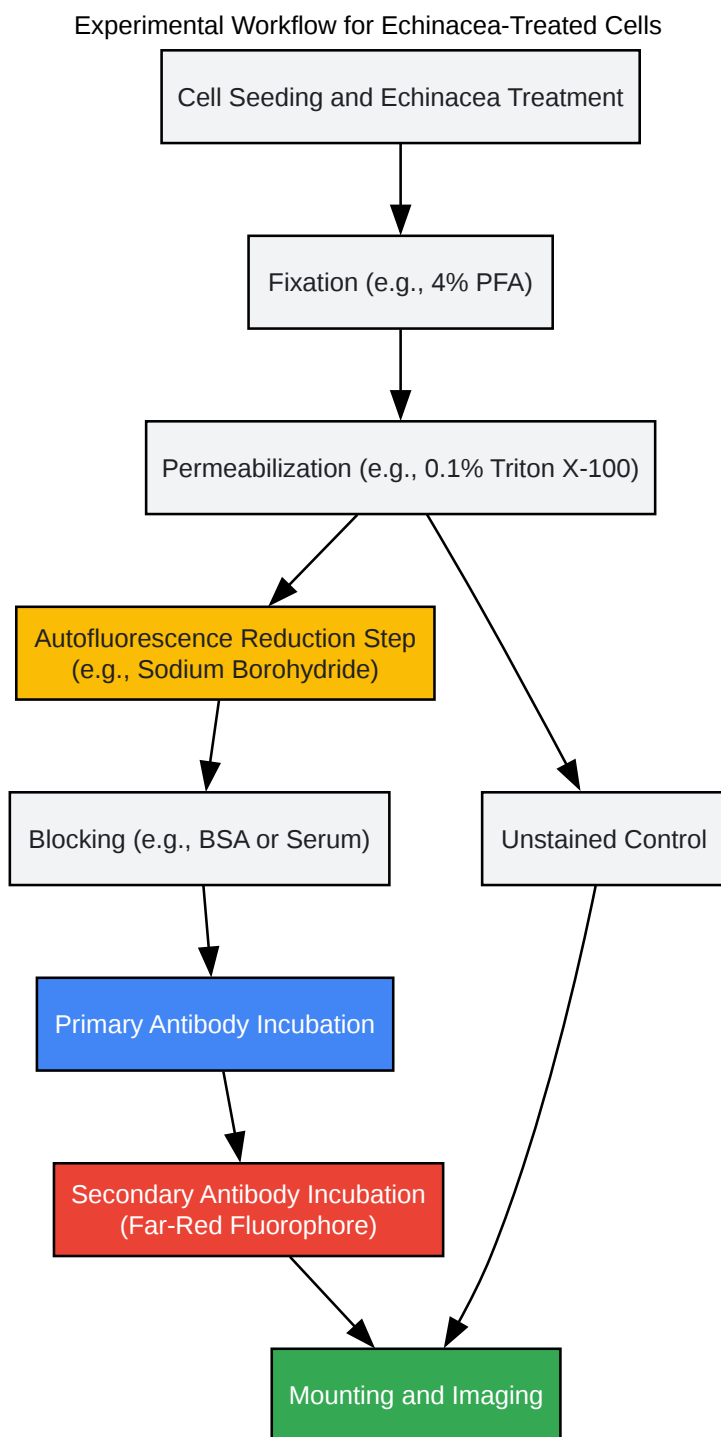 Experimental Workflow for Echinacea-Treated Cells
Cell Seeding and Echinacea Treatment
Fixation (e.g., 4% PFA)
Permeabilization (e.g., 0.1% Triton X-100)
Autofluorescence Reduction Step
(e.g., Sodium Borohydride)
Blocking (e.g., BSA or Serum)
Unstained Control
Primary Antibody Incubation
Secondary Antibody Incubation
(Far-Red Fluorophore)
Mounting and Imaging